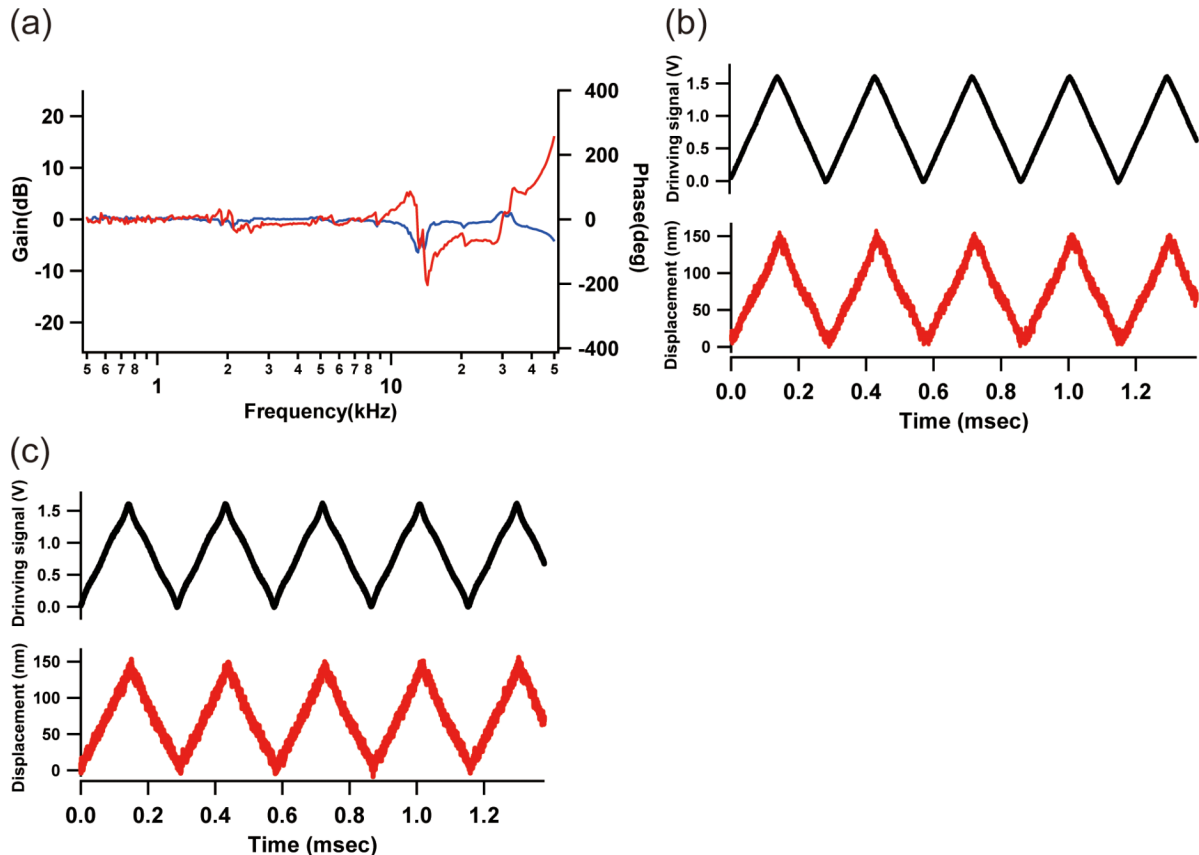 (a)
20
10
0
-10
-20
Gain(dB)
400
200
0
-200
-400
Phase(deg)
5 6 7 8 2 3 4 5 6 7 8 2 3 4 5
1 10
Frequency(kHz)
(b)
Drinving signal (V)
1.5
1.0
0.5
0.0
Displacement (nm)
150
100
50
0
0.0 0.2 0.4 0.6 0.8 1.0 1.2
Time (msec)
(c)
Drinving signal (V)
1.5
1.0
0.5
0.0
Displacement (nm)
150
100
50
0
0.0 0.2 0.4 0.6 0.8 1.0 1.2
Time (msec)